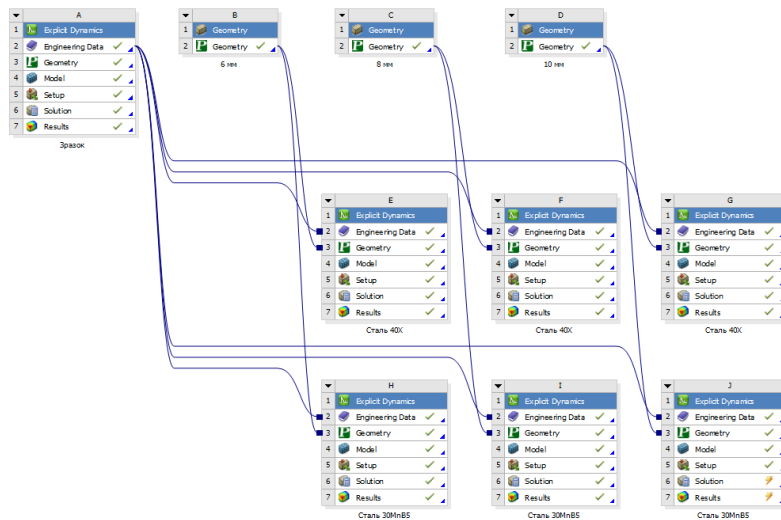 A
1 Explicit Dynamics
2 Engineering Data
3 Geometry
4 Model
5 Setup
6 Solution
7 Results
Зразок
B
1 Geometry
2 Geometry
6 мм
C
1 Geometry
2 Geometry
8 мм
D
1 Geometry
2 Geometry
10 мм
E
1 Explicit Dynamics
2 Engineering Data
3 Geometry
4 Model
5 Setup
6 Solution
7 Results
Сталь 40Х
F
1 Explicit Dynamics
2 Engineering Data
3 Geometry
4 Model
5 Setup
6 Solution
7 Results
Сталь 40Х
G
1 Explicit Dynamics
2 Engineering Data
3 Geometry
4 Model
5 Setup
6 Solution
7 Results
Сталь 40Х
H
1 Explicit Dynamics
2 Engineering Data
3 Geometry
4 Model
5 Setup
6 Solution
7 Results
Сталь 30MnB5
I
1 Explicit Dynamics
2 Engineering Data
3 Geometry
4 Model
5 Setup
6 Solution
7 Results
Сталь 30MnB5
J
1 Explicit Dynamics
2 Engineering Data
3 Geometry
4 Model
5 Setup
6 Solution
7 Results
Сталь 30MnB5